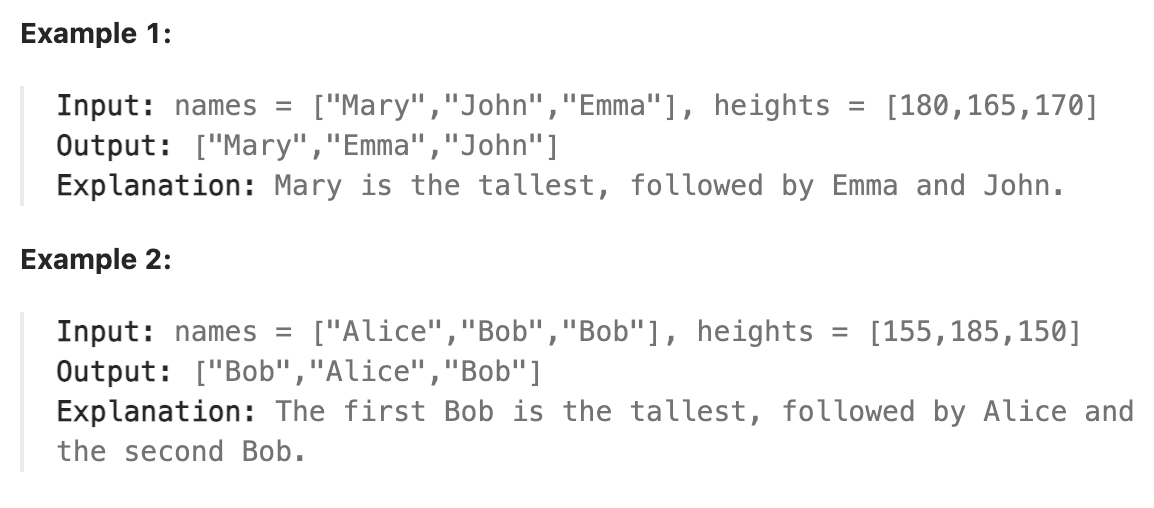 Example 1:
Input: names = ["Mary","John","Emma"], heights = [180,165,170]
Output: ["Mary","Emma","John"]
Explanation: Mary is the tallest, followed by Emma and John.
Example 2:
Input: names = ["Alice","Bob","Bob"], heights = [155,185,150]
Output: ["Bob","Alice","Bob"]
Explanation: The first Bob is the tallest, followed by Alice and
the second Bob.